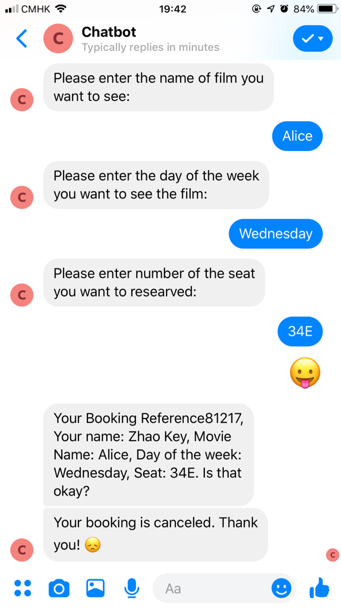 CMHK 19:42 84%
C Chatbot
Typically replies in minutes
Please enter the name of film you
want to see:
C
Alice
Please enter the day of the week
you want to see the film:
C
Wednesday
Please enter number of the seat
you want to researved:
C
34E
Your Booking Reference81217,
Your name: Zhao Key, Movie
Name: Alice, Day of the week:
Wednesday, Seat: 34E. Is that
okay?
Your booking is canceled. Thank
you! 😞
C
C
Aa